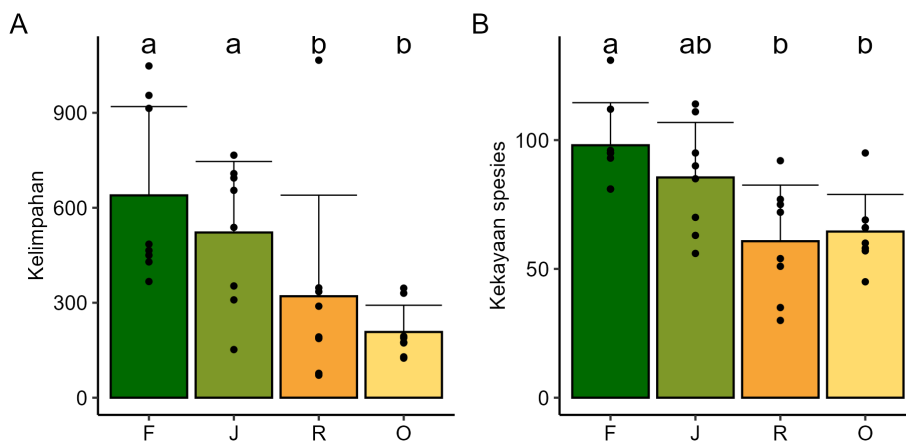 A
a a b b
Kelimpahan
900
600
300
0
F J R O
B
a ab b b
Kekayaan spesies
100
50
0
F J R O